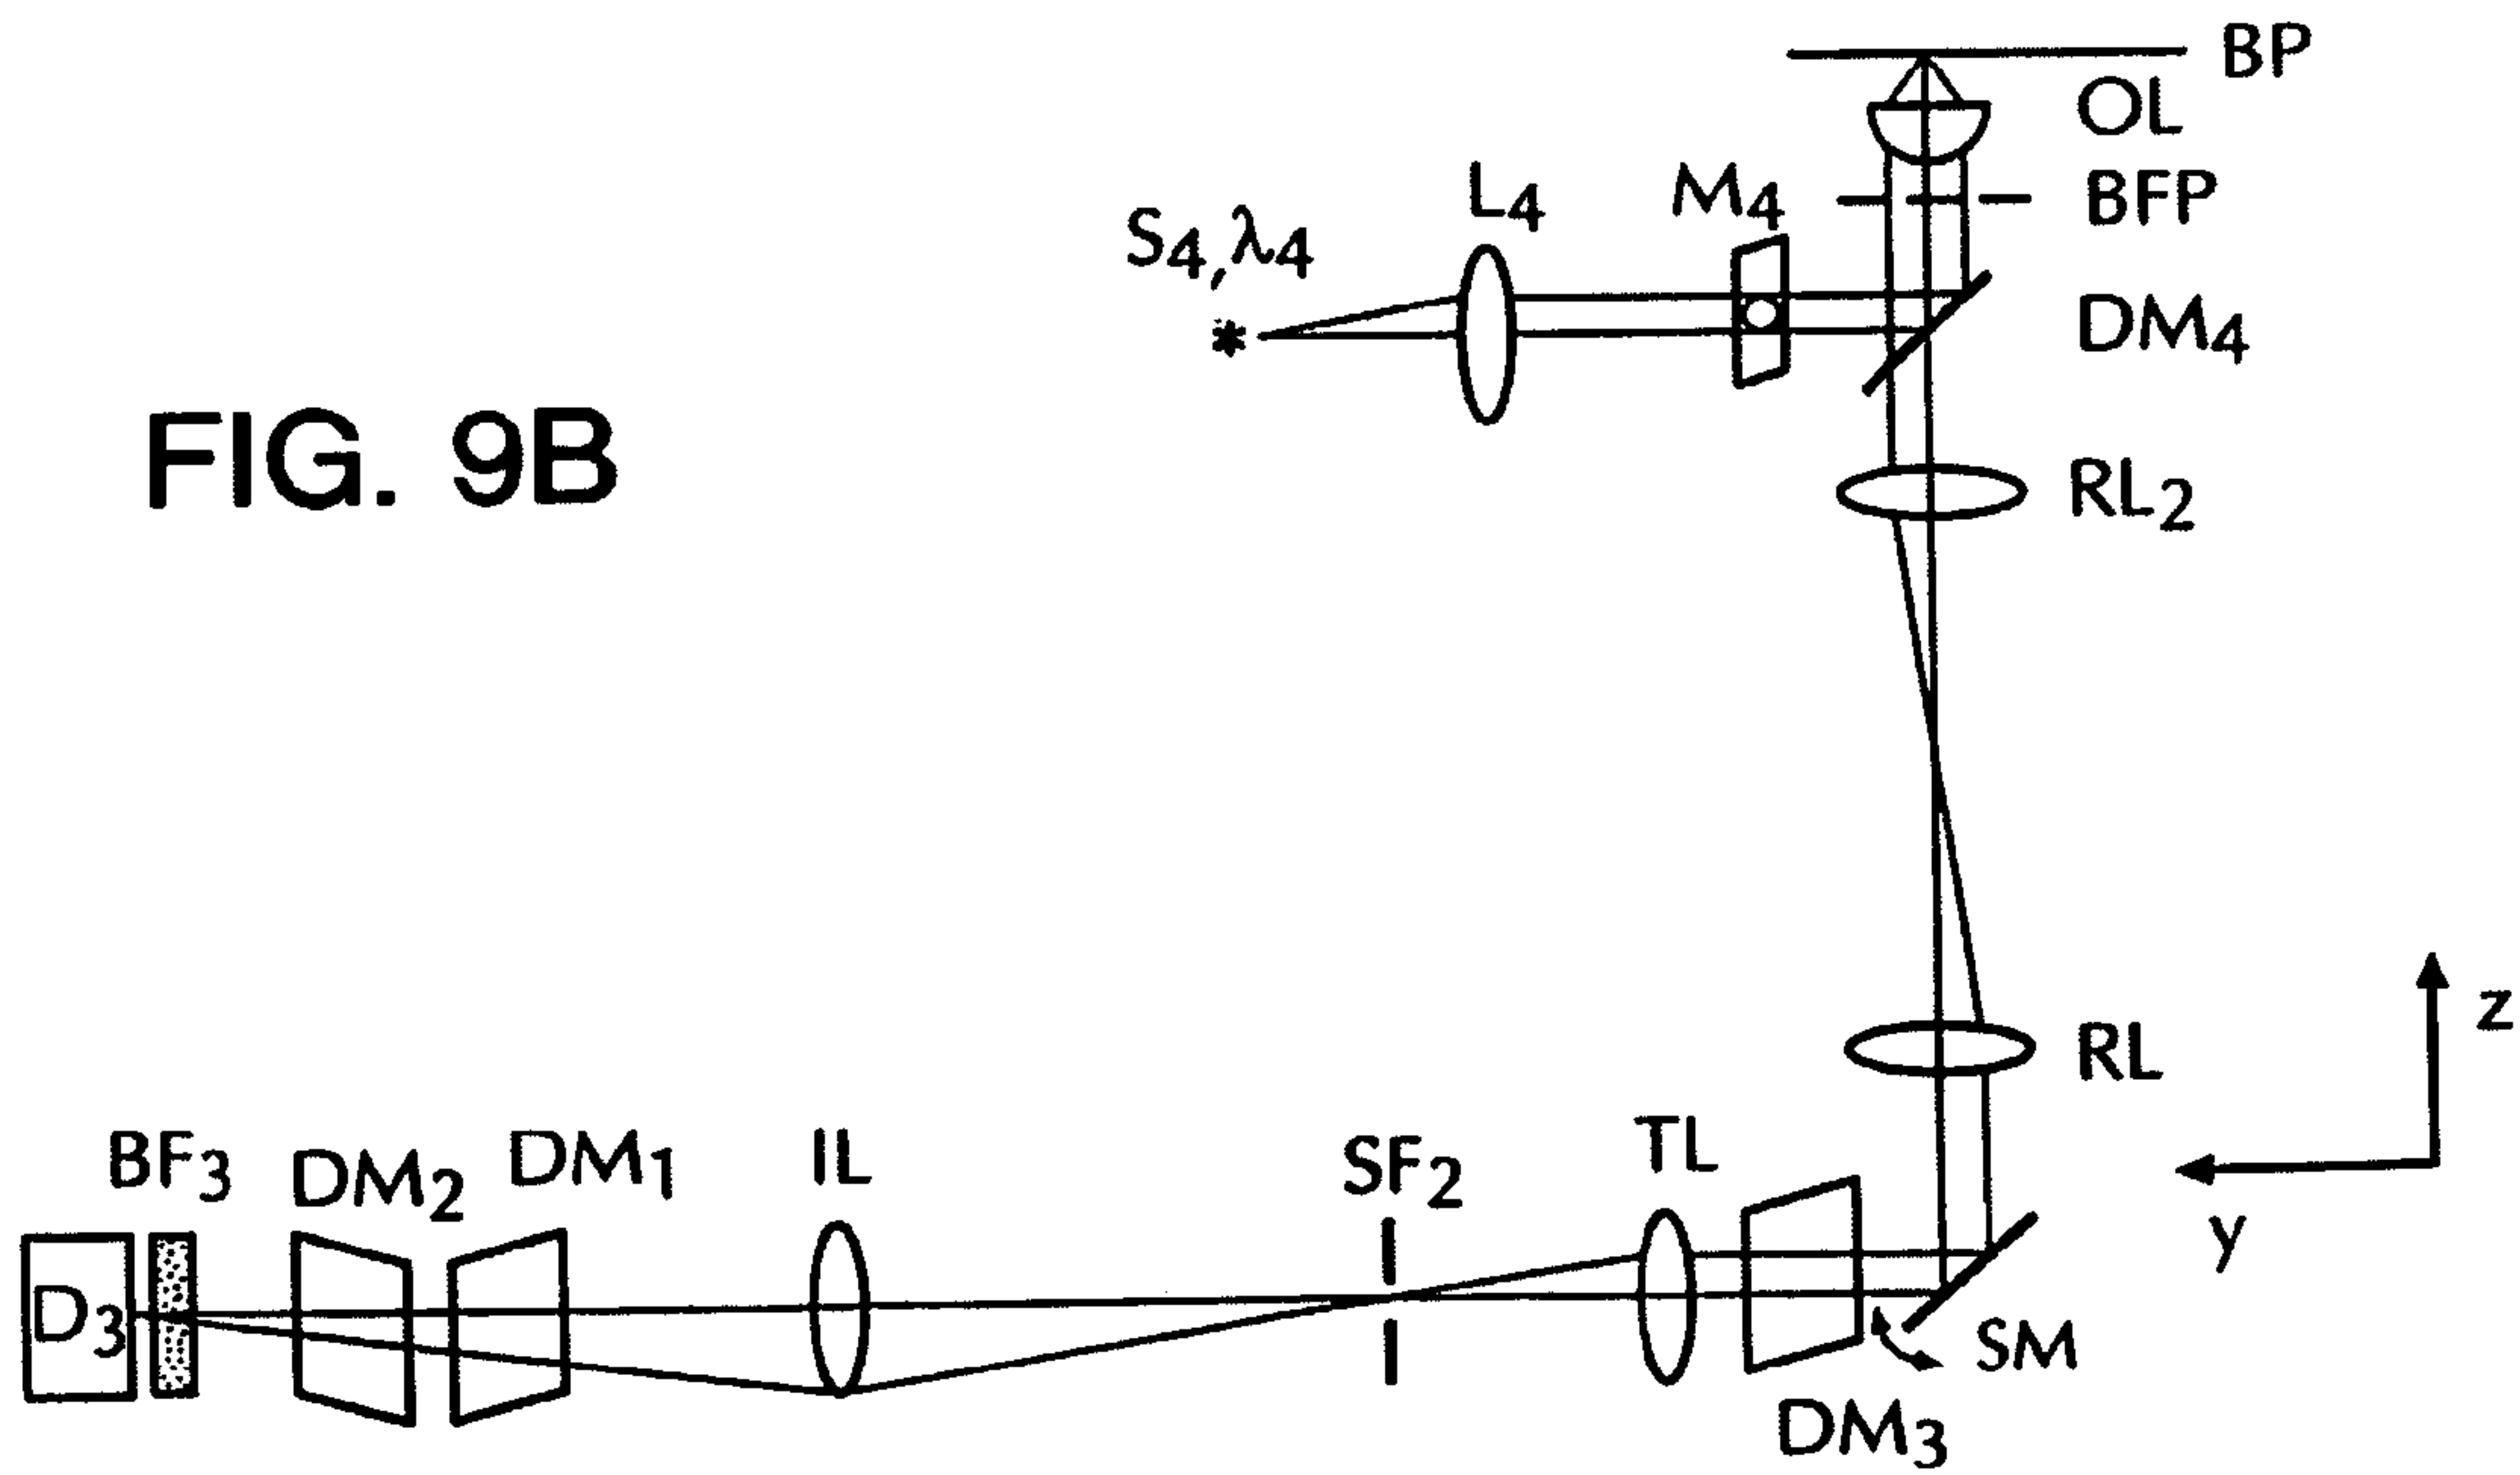 BP
OL
BFP
M4
L4
S4,λ4
DM4
FIG. 9B
RL2
z
RL
y
TL
SF2
IL
DM1
DM2
BF3
D3
SM
DM3